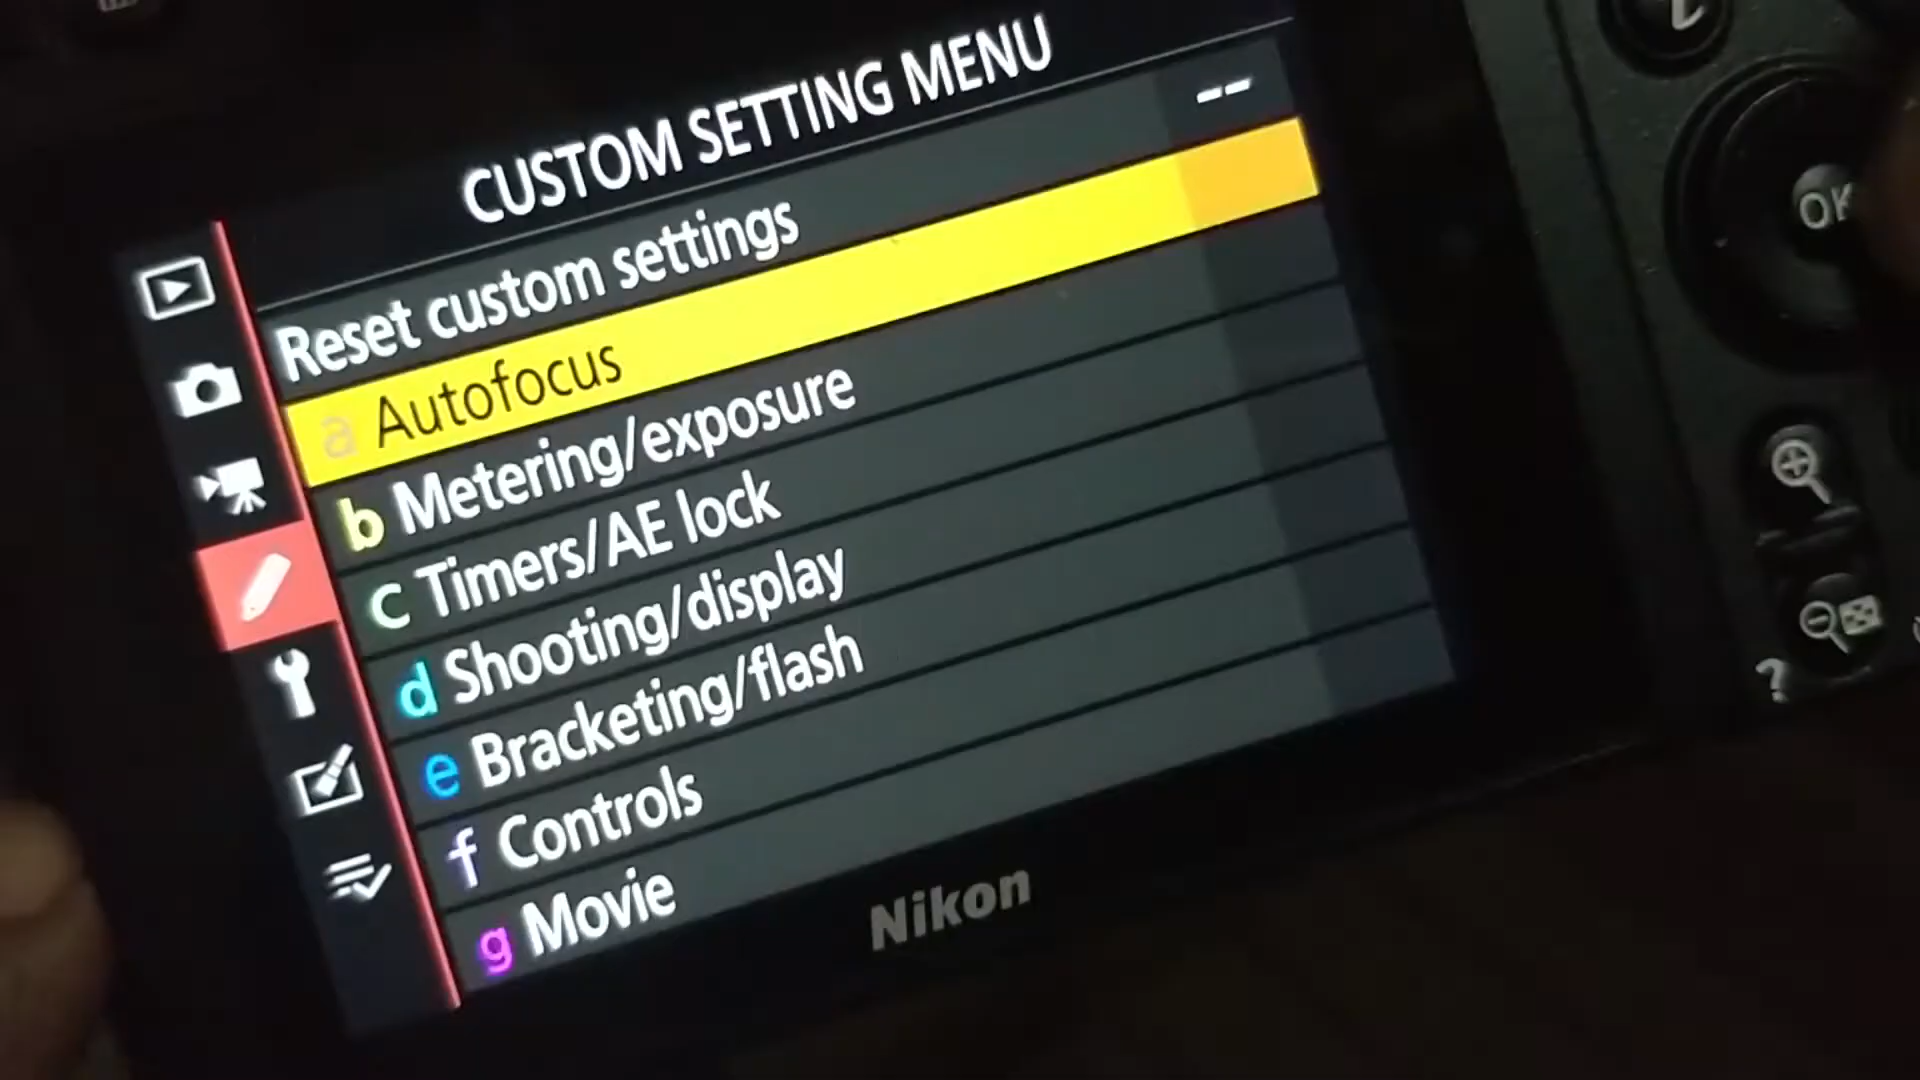 CUSTOM SETTING MENU
Reset custom settings --
a Autofocus
b Metering/exposure
c Timers/AE lock
d Shooting/display
e Bracketing/flash
f Controls
g Movie
Nikon
i
OK
?